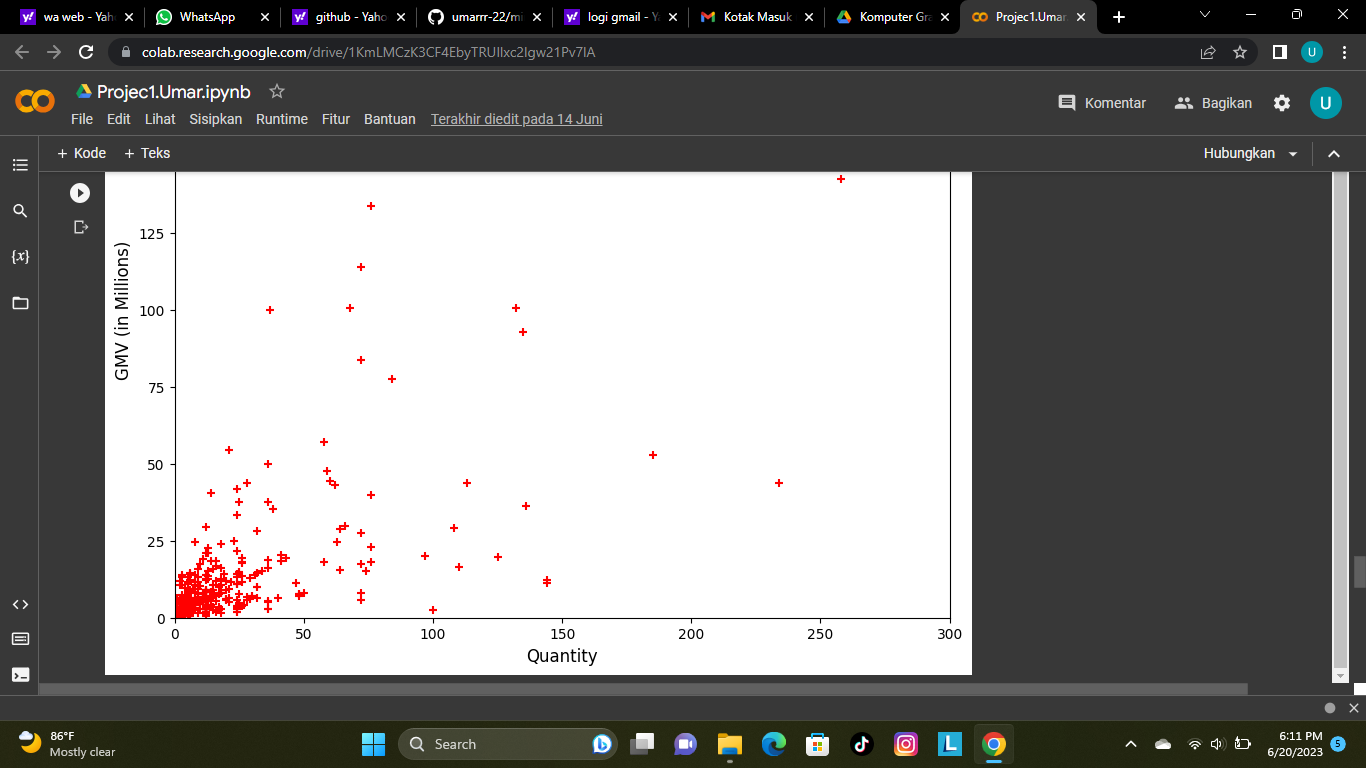 wa web - Yah
WhatsApp
github - Yaho
umarrr-22/mi
logi gmail - Y
Kotak Masuk
Komputer Gra
Projec1.Umar.
colab.research.google.com/drive/1KmLMCzK3CF4EbyTRUIlxc2Igw21Pv7IA
U
Projec1.Umar.ipynb
Komentar
Bagikan
U
File Edit Lihat Sisipkan Runtime Fitur Bantuan Terakhir diedit pada 14 Juni
+ Kode + Teks
Hubungkan
{x}
GMV (in Millions)
125
100
75
50
25
0
0 50 100 150 200 250 300
Quantity
86°F
Mostly clear
Search
L
6:11 PM
6/20/2023
5